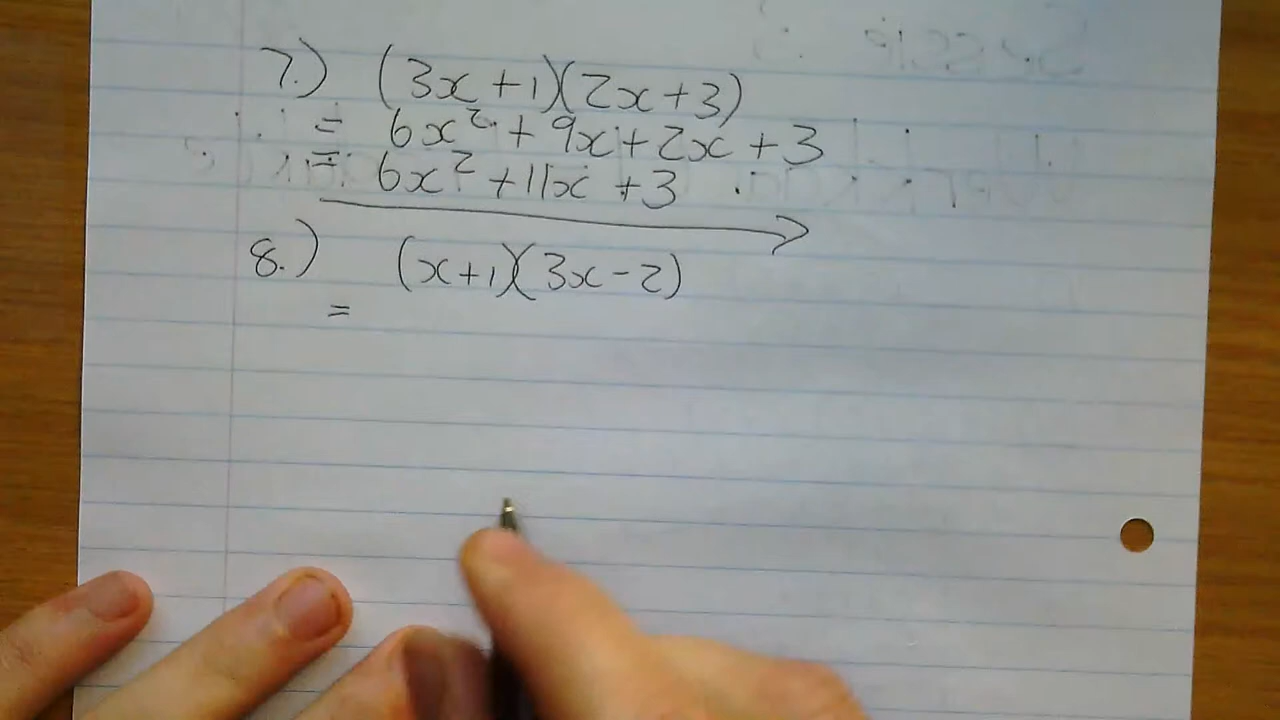 7.) (3x+1)(2x+3)
= 6x² + 9x + 2x + 3
= 6x² + 11x + 3
8.) (x+1)(3x-2)
=